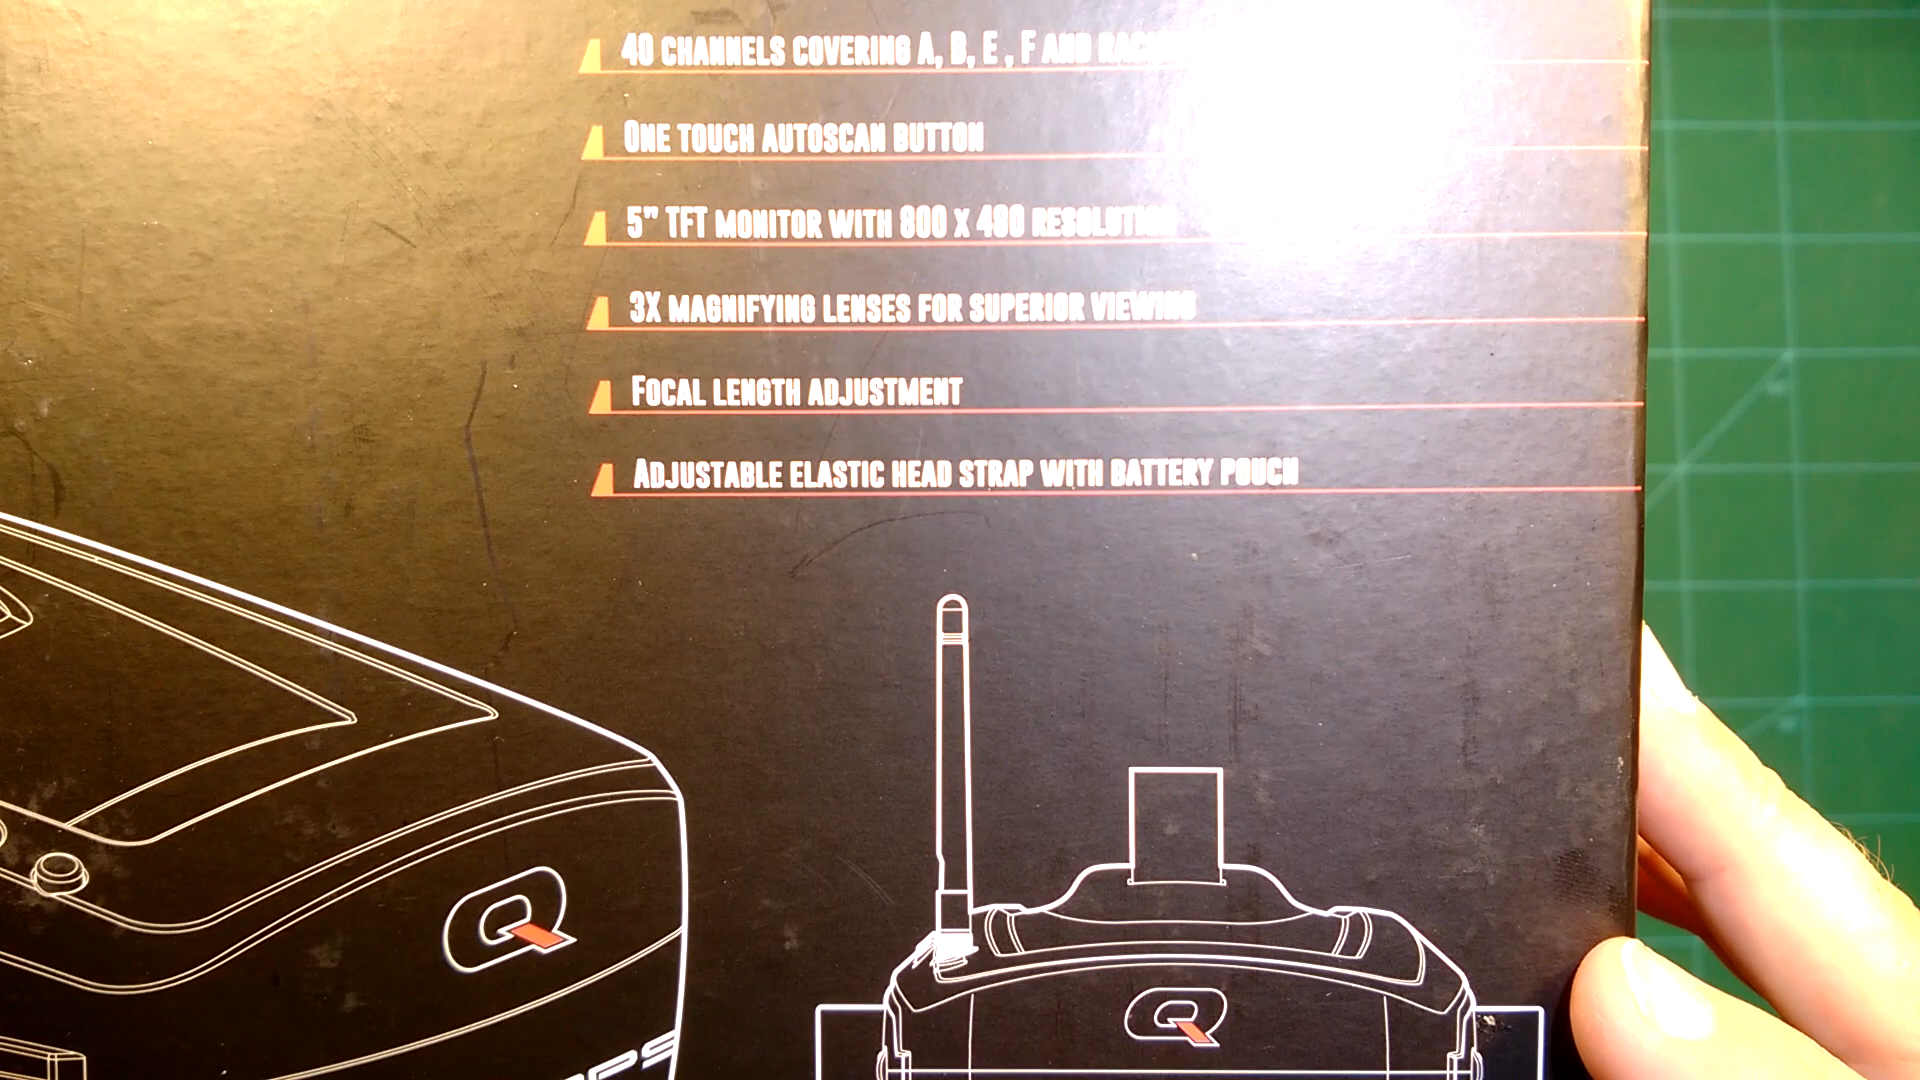 40 CHANNELS COVERING A, B, E , F AND
ONE TOUCH AUTOSCAN BUTTON
5" TFT MONITOR WITH 800 X 480 RESOLUTION
3X MAGNIFYING LENSES FOR SUPERIOR VIEWING
FOCAL LENGTH ADJUSTMENT
ADJUSTABLE ELASTIC HEAD STRAP WITH BATTERY POUCH
Q
Q